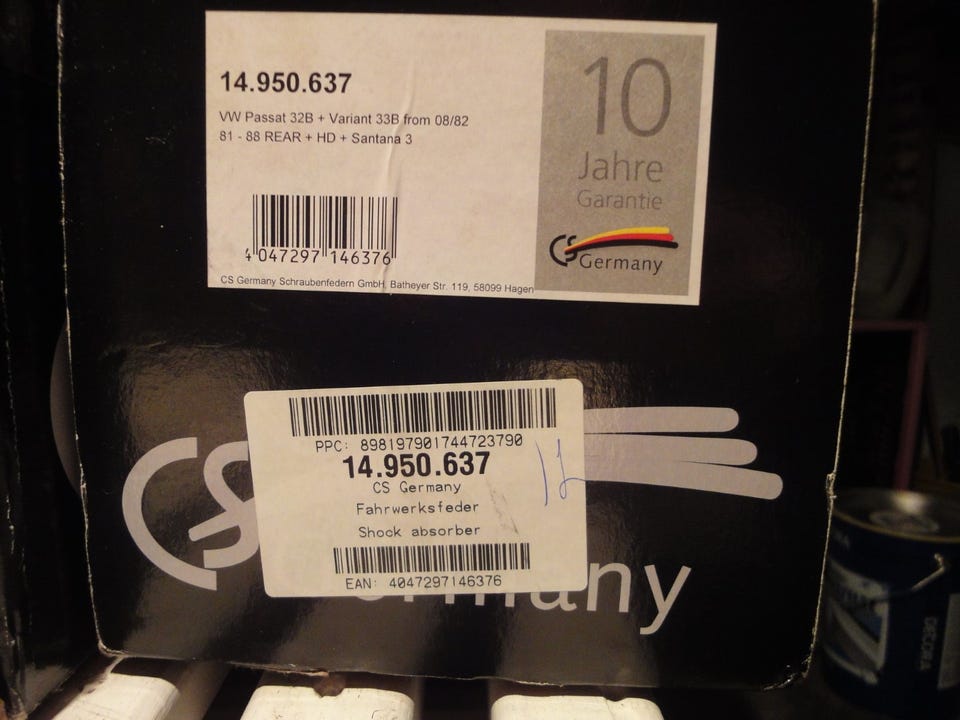 14.950.637
VW Passat 32B + Variant 33B from 08/82
81 - 88 REAR + HD + Santana 3
4 047297 146376
CS Germany Schraubenfedern GmbH, Batheyer Str. 119, 58099 Hagen
10
Jahre
Garantie
CS Germany
PPC: 898197901744723790
14.950.637
CS Germany
Fahrwerksfeder
Shock absorber
EAN: 4047297146376
CS